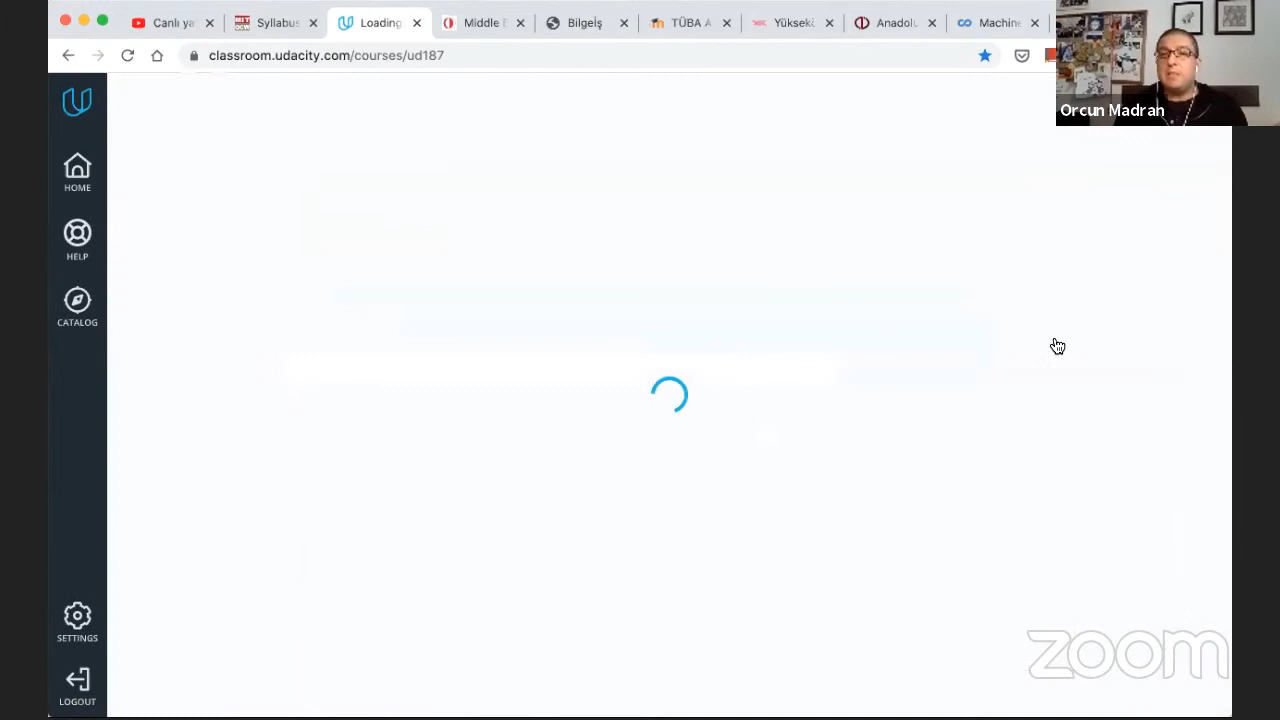 Canlı ya
Syllabus
Loading
Middle E
Bilgeiş
TÜBA A
Yüksekö
Anadolu
Machine
classroom.udacity.com/courses/ud187
Orcun Madran
HOME
HELP
CATALOG
SETTINGS
LOGOUT
zoom